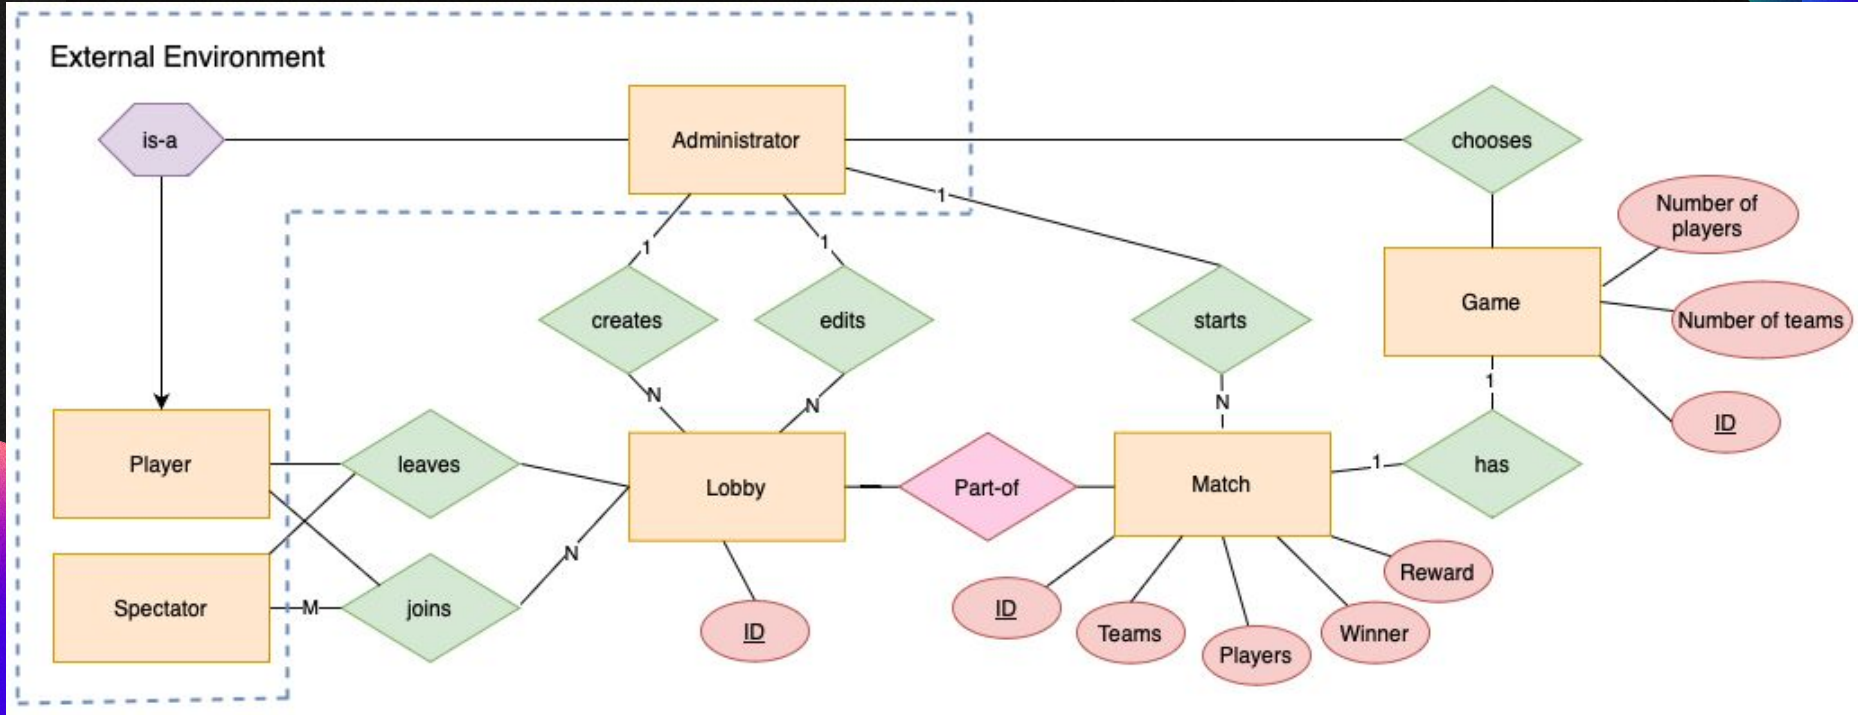 External Environment
is-a
Administrator
chooses
1
Number of
players
1
1
creates
edits
starts
Game
Number of teams
N
N
N
1
ID
Player
leaves
Lobby
Part-of
Match
1
has
N
Reward
Spectator
M
joins
ID
ID
Teams
Players
Winner